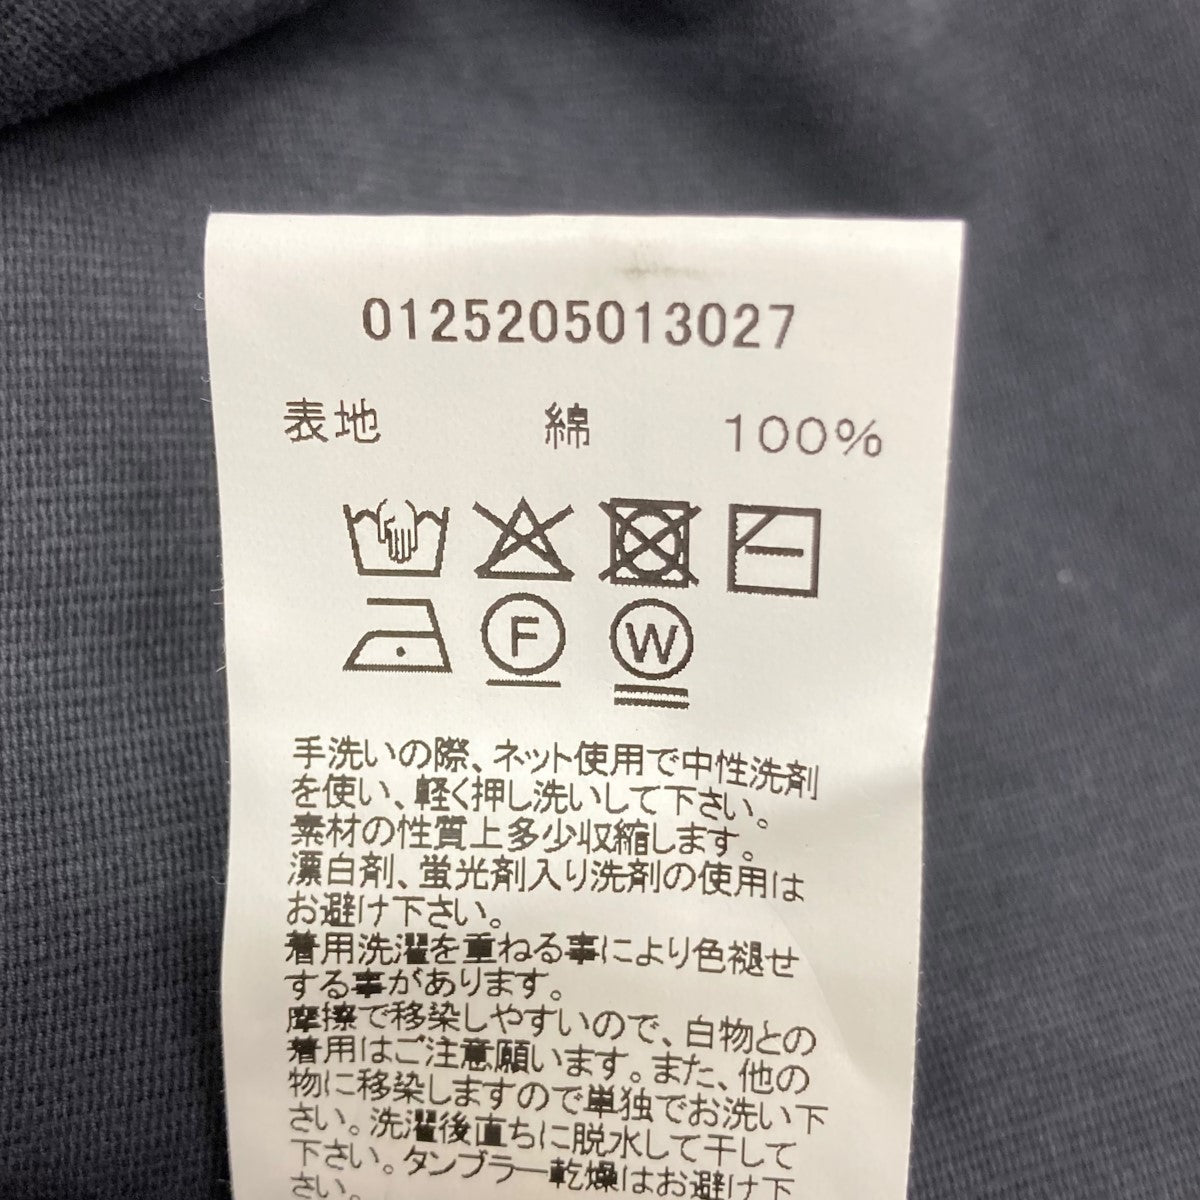 0125205013027
表地 綿 100%
F W
手洗いの際、ネット使用で中性洗剤
を使い、軽く押し洗いして下さい。
素材の性質上多少収縮します。
漂白剤、蛍光剤入り洗剤の使用は
お避け下さい。
着用洗濯を重ねる事により色褪せ
する事があります。
摩擦で移染しやすいので、白物との
着用はご注意願います。また、他の
物に移染しますので単独でお洗い下
さい。洗濯後直ちに脱水して干して
下さい。タンブラー乾燥はお避け下
さい。